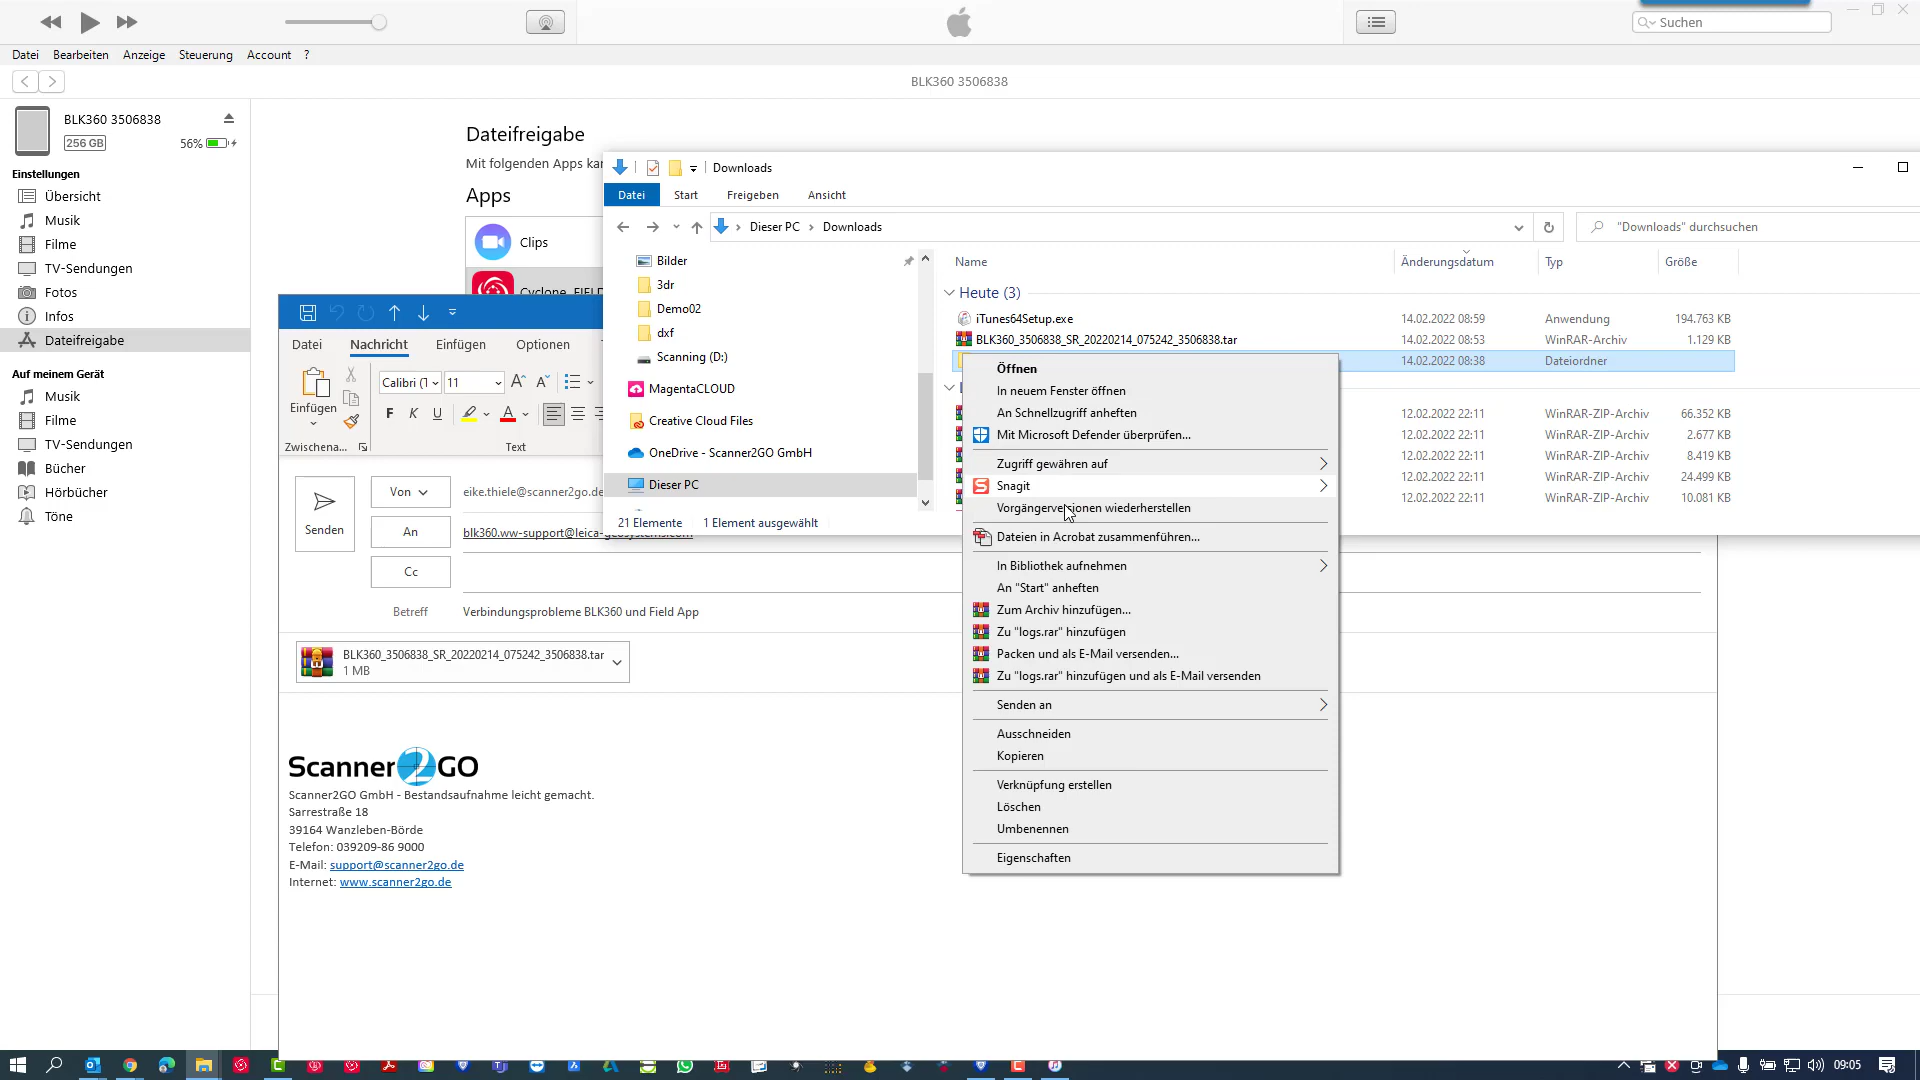 Suchen
Datei Bearbeiten Anzeige Steuerung Account ?
BLK360 3506838
BLK360 3506838
256 GB 56%
Einstellungen
Übersicht
Musik
Filme
TV-Sendungen
Fotos
Infos
Dateifreigabe
Auf meinem Gerät
Musik
Filme
TV-Sendungen
Bücher
Hörbücher
Töne
Dateifreigabe
Mit folgenden Apps
Apps
Clips
Cyclone FIELD
Downloads
Datei Start Freigeben Ansicht
Dieser PC Downloads
"Downloads" durchsuchen
Bilder
3dr
Demo02
dxf
Scanning (D:)
MagentaCLOUD
Creative Cloud Files
OneDrive - Scanner2GO GmbH
Dieser PC
21 Elemente 1 Element ausgewählt
Name Änderungsdatum Typ Größe
Heute (3)
iTunes64Setup.exe 14.02.2022 08:59 Anwendung 194.763 KB
BLK360_3506838_SR_20220214_075242_3506838.tar 14.02.2022 08:53 WinRAR-Archiv 1.129 KB
14.02.2022 08:38 Dateiordner
12.02.2022 22:11 WinRAR-ZIP-Archiv 66.352 KB
12.02.2022 22:11 WinRAR-ZIP-Archiv 2.677 KB
12.02.2022 22:11 WinRAR-ZIP-Archiv 8.419 KB
12.02.2022 22:11 WinRAR-ZIP-Archiv 24.499 KB
12.02.2022 22:11 WinRAR-ZIP-Archiv 10.081 KB
Öffnen
In neuem Fenster öffnen
An Schnellzugriff anheften
Mit Microsoft Defender überprüfen...
Zugriff gewähren auf
Snagit
Vorgängerversionen wiederherstellen
Dateien in Acrobat zusammenführen...
In Bibliothek aufnehmen
An "Start" anheften
Zum Archiv hinzufügen...
Zu "logs.rar" hinzufügen
Packen und als E-Mail versenden...
Zu "logs.rar" hinzufügen und als E-Mail versenden
Senden an
Ausschneiden
Kopieren
Verknüpfung erstellen
Löschen
Umbenennen
Eigenschaften
Datei Nachricht Einfügen Optionen
Einfügen
Calibri (T 11
F K U A
Zwischena... Text
Senden
Von eike.thiele@scanner2go.de
An blk360.ww-support@leica-geosystems.com
Cc
Betreff Verbindungsprobleme BLK360 und Field App
BLK360_3506838_SR_20220214_075242_3506838.tar
1 MB
Scanner2GO
Scanner2GO GmbH - Bestandsaufnahme leicht gemacht.
Sarrestraße 18
39164 Wanzleben-Börde
Telefon: 039209-86 9000
E-Mail: support@scanner2go.de
Internet: www.scanner2go.de
09:05